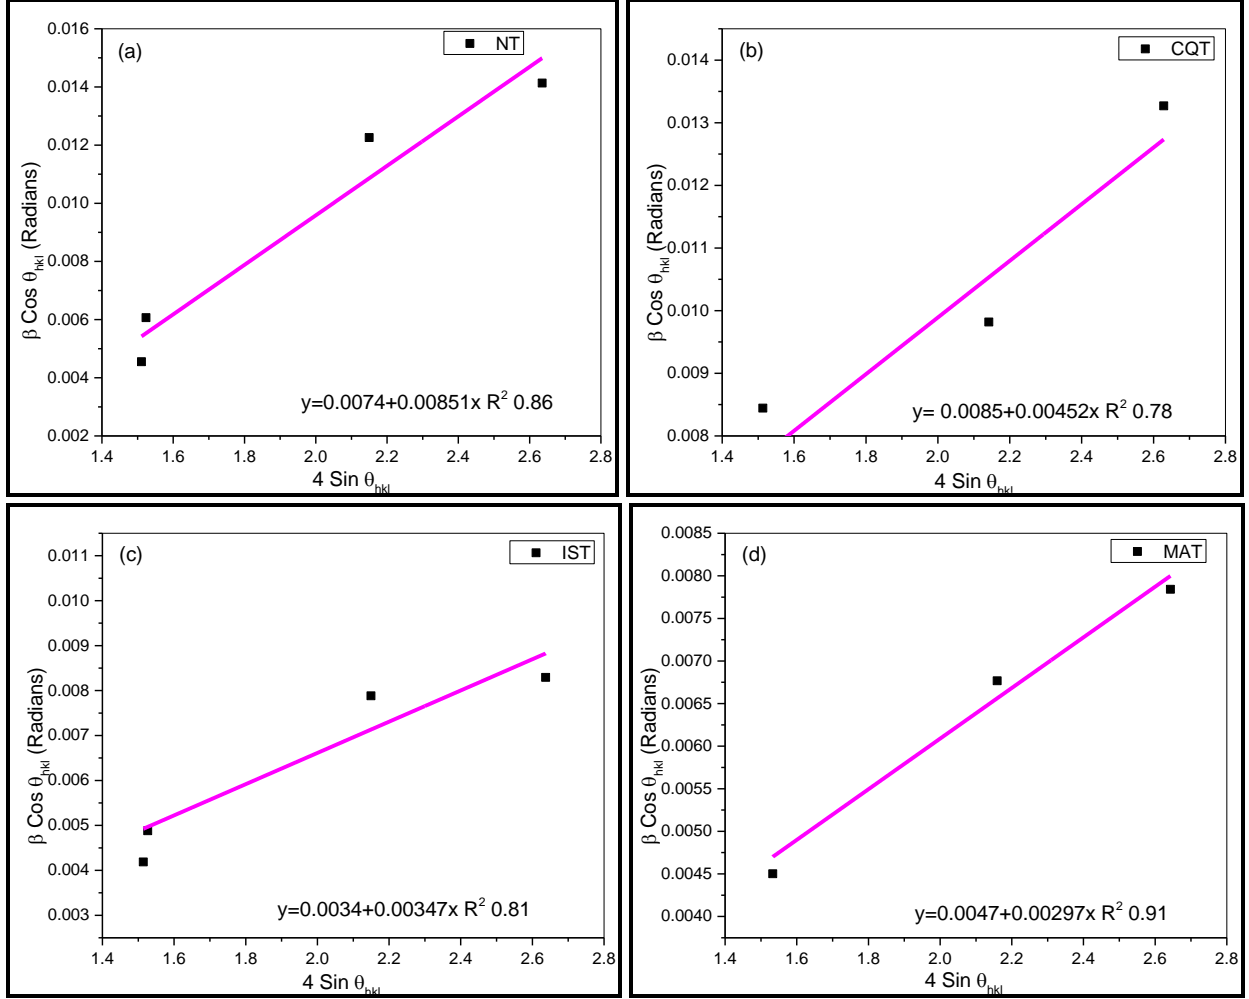 (a)
NT
0.016
0.014
0.012
0.010
0.008
0.006
0.004
0.002
β Cos θhkl (Radians)
y=0.0074+0.00851x R² 0.86
1.4 1.6 1.8 2.0 2.2 2.4 2.6 2.8
4 Sin θhkl
(b)
CQT
0.014
0.013
0.012
0.011
0.010
0.009
0.008
β Cos θhkl (Radians)
y= 0.0085+0.00452x R² 0.78
1.4 1.6 1.8 2.0 2.2 2.4 2.6 2.8
4 Sin θhkl
(c)
IST
0.011
0.010
0.009
0.008
0.007
0.006
0.005
0.004
0.003
β Cos θhkl (Radians)
y=0.0034+0.00347x R² 0.81
1.4 1.6 1.8 2.0 2.2 2.4 2.6 2.8
4 Sin θhkl
(d)
MAT
0.0085
0.0080
0.0075
0.0070
0.0065
0.0060
0.0055
0.0050
0.0045
0.0040
β Cos θhkl (Radians)
y=0.0047+0.00297x R² 0.91
1.4 1.6 1.8 2.0 2.2 2.4 2.6 2.8
4 Sin θhkl